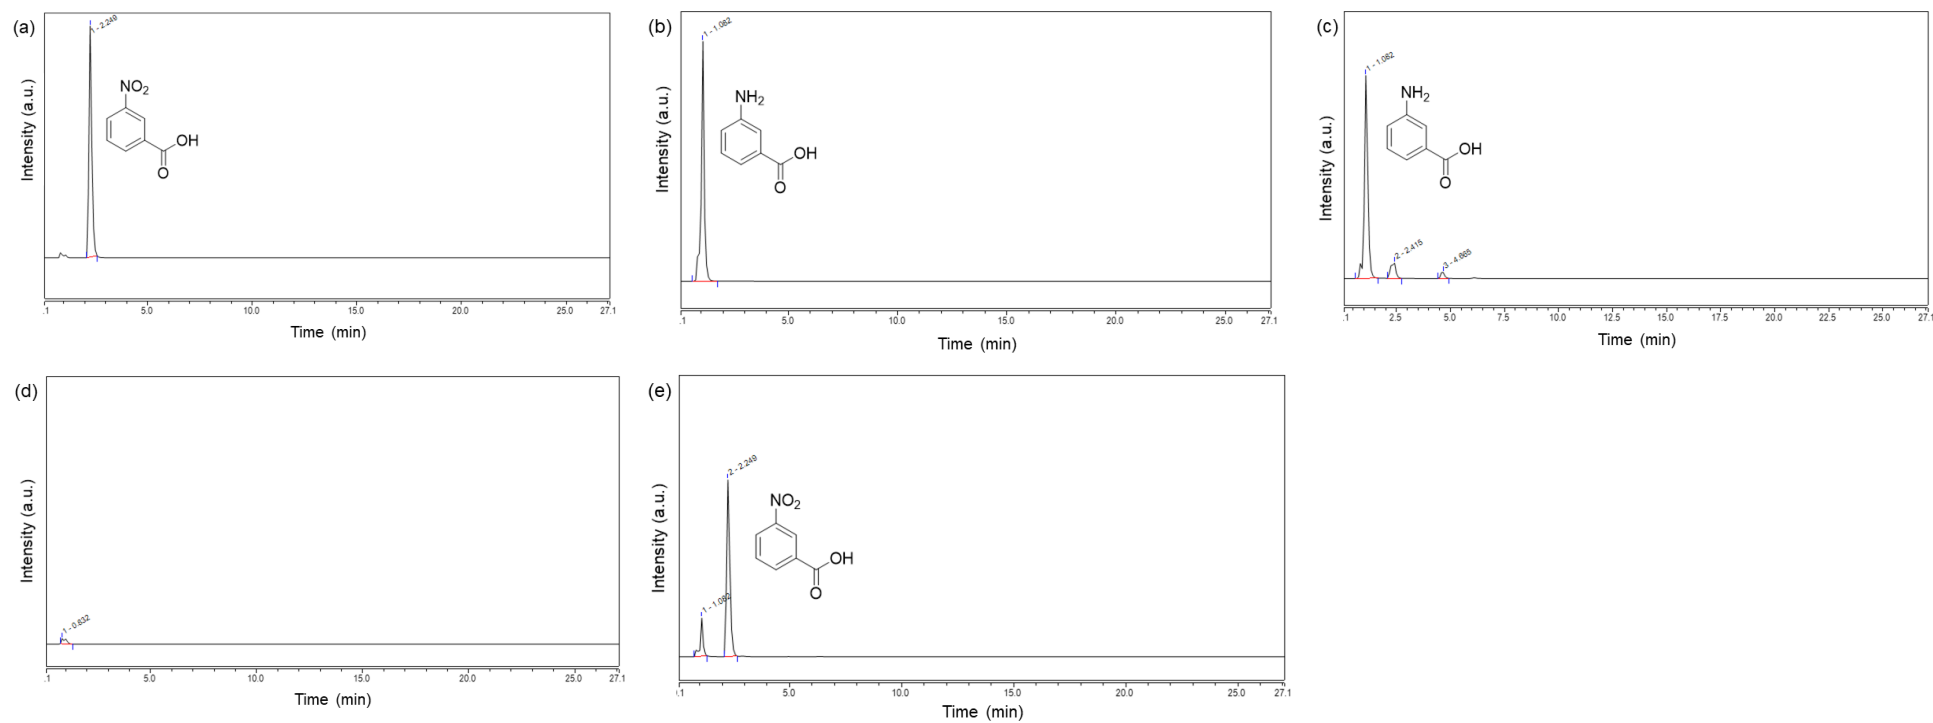 (a)
1 - 2.249
NO2
OH
O
Intensity (a.u.)
.1 5.0 10.0 15.0 20.0 25.0 27.1
Time (min)
(b)
1 - 1.082
NH2
OH
O
Intensity (a.u.)
.1 5.0 10.0 15.0 20.0 25.0 27.1
Time (min)
(c)
1 - 1.082
NH2
OH
O
2 - 2.415
3 - 4.665
Intensity (a.u.)
.1 2.5 5.0 7.5 10.0 12.5 15.0 17.5 20.0 22.5 25.0 27.1
Time (min)
(d)
1 - 0.832
Intensity (a.u.)
.1 5.0 10.0 15.0 20.0 25.0 27.1
Time (min)
(e)
2 - 2.249
NO2
OH
O
1 - 1.082
Intensity (a.u.)
0.1 5.0 10.0 15.0 20.0 25.0 27.1
Time (min)